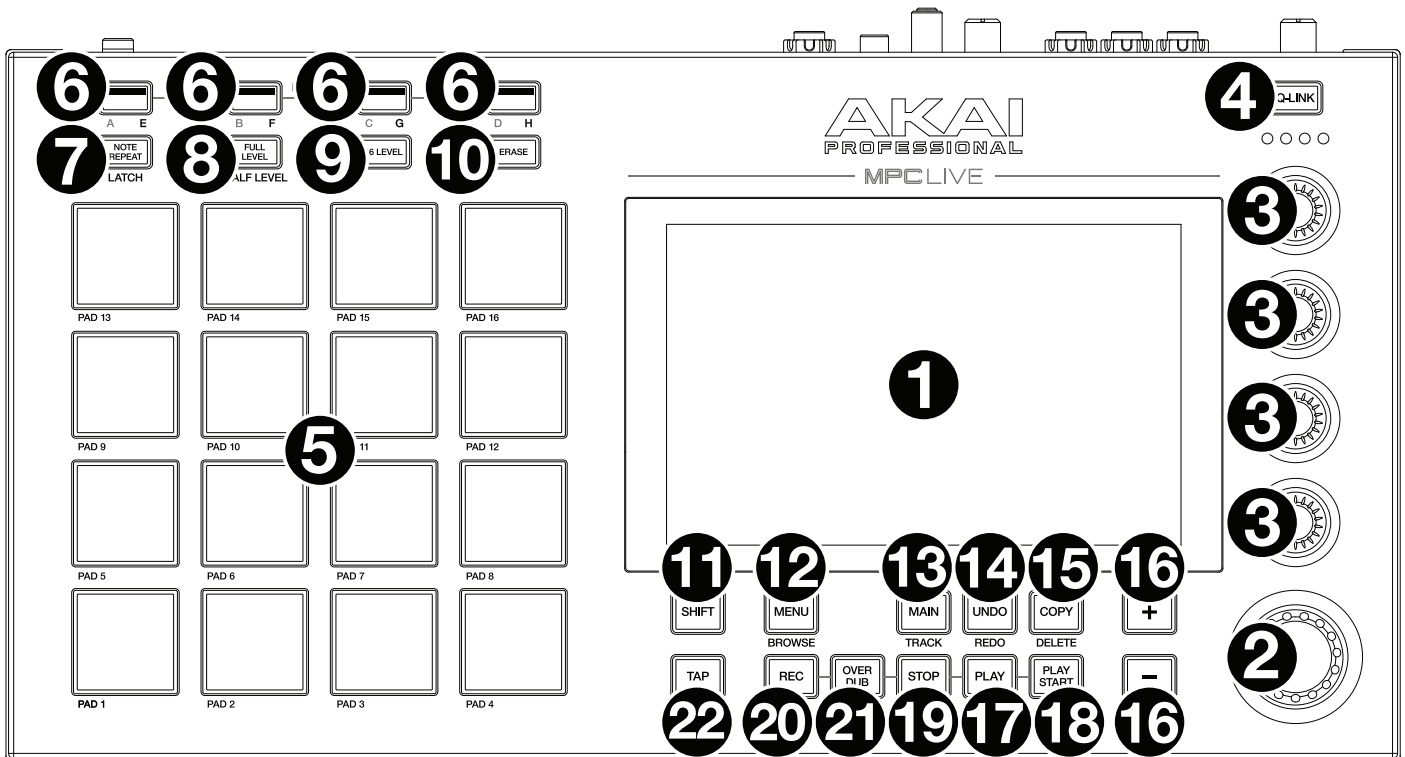 6 6 6 6 4 Q-LINK
A E B F C G D H
7 NOTE REPEAT 8 FULL LEVEL 9 6 LEVEL 10 ERASE
LATCH ALF LEVEL
AKAI
PROFESSIONAL
MPC LIVE
3
PAD 13 PAD 14 PAD 15 PAD 16
3
1
3
PAD 9 PAD 10 11 PAD 12
5
3
PAD 5 PAD 6 PAD 7 PAD 8
11 12 13 14 15 16
SHIFT MENU MAIN UNDO COPY +
BROWSE TRACK REDO DELETE
2
TAP REC OVER DUB STOP PLAY PLAY START −
PAD 1 PAD 2 PAD 3 PAD 4
22 20 21 19 17 18 16